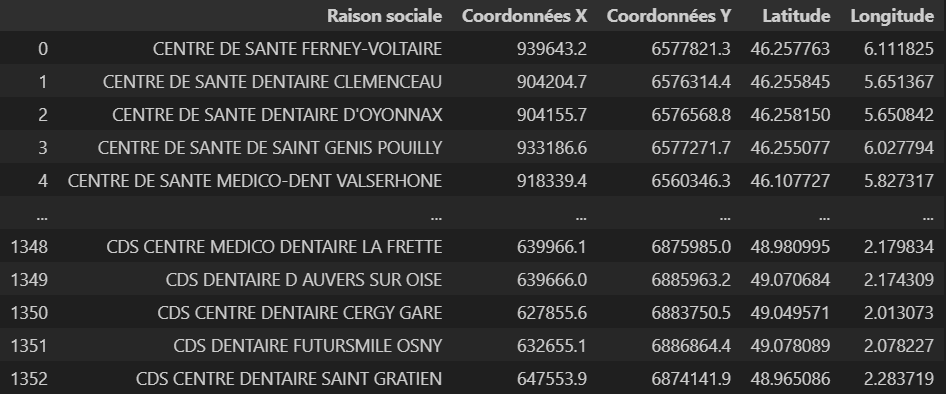 Raison sociale Coordonnées X Coordonnées Y Latitude Longitude
0 CENTRE DE SANTE FERNEY-VOLTAIRE 939643.2 6577821.3 46.257763 6.111825
1 CENTRE DE SANTE DENTAIRE CLEMENCEAU 904204.7 6576314.4 46.255845 5.651367
2 CENTRE DE SANTE DENTAIRE D'OYONNAX 904155.7 6576568.8 46.258150 5.650842
3 CENTRE DE SANTE DE SAINT GENIS POUILLY 933186.6 6577271.7 46.255077 6.027794
4 CENTRE DE SANTE MEDICO-DENT VALSERHONE 918339.4 6560346.3 46.107727 5.827317
... ... ... ... ... ...
1348 CDS CENTRE MEDICO DENTAIRE LA FRETTE 639966.1 6875985.0 48.980995 2.179834
1349 CDS DENTAIRE D AUVERS SUR OISE 639666.0 6885963.2 49.070684 2.174309
1350 CDS CENTRE DENTAIRE CERGY GARE 627855.6 6883750.5 49.049571 2.013073
1351 CDS DENTAIRE FUTURSMILE OSNY 632655.1 6886864.4 49.078089 2.078227
1352 CDS CENTRE DENTAIRE SAINT GRATIEN 647553.9 6874141.9 48.965086 2.283719